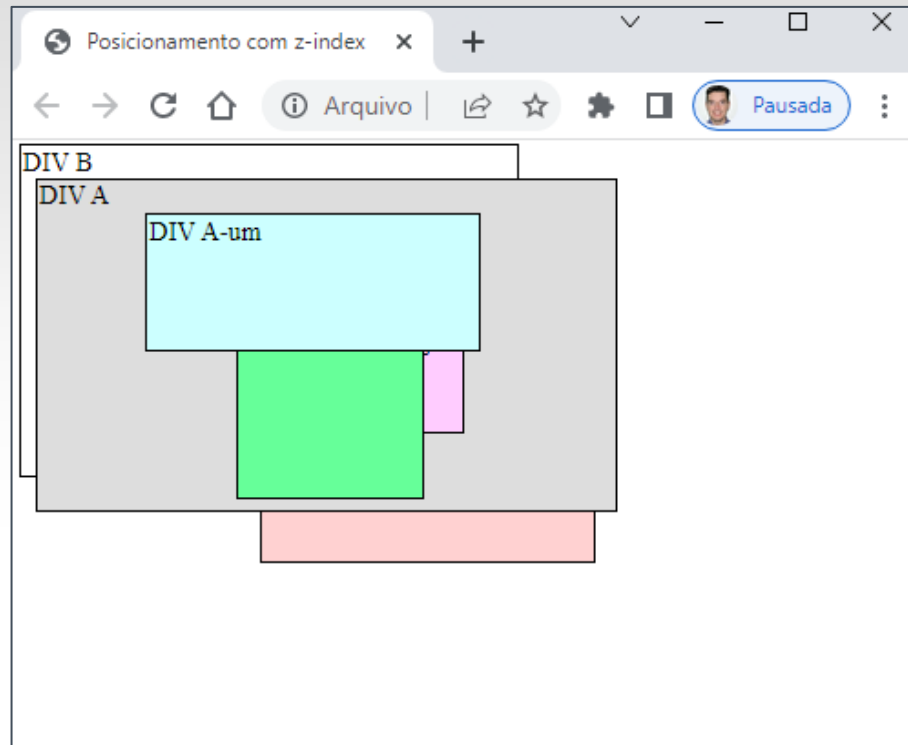 Posicionamento com z-index
Arquivo
Pausada
DIV B
DIV A
DIV A-um